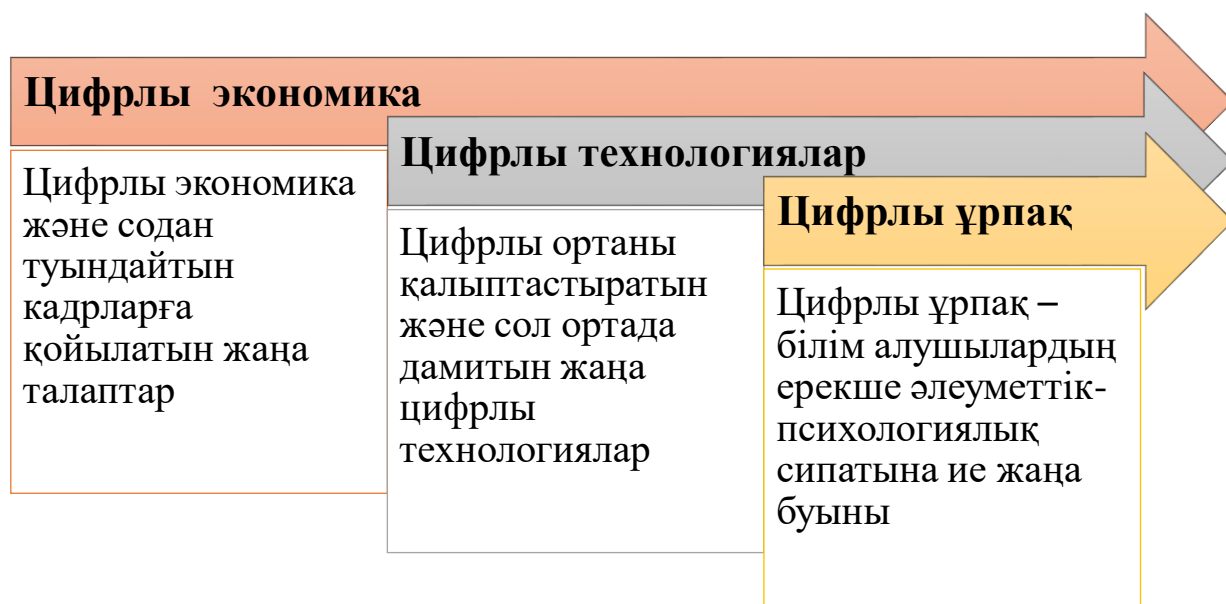 Цифрлы экономика
Цифрлы экономика
және содан
туындайтын
кадрларға
қойылатын жаңа
талаптар
Цифрлы технологиялар
Цифрлы ортаны
қалыптастыратын
және сол ортада
дамитын жаңа
цифрлы
технологиялар
Цифрлы ұрпақ
Цифрлы ұрпақ –
білім алушылардың
ерекше әлеуметтік-
психологиялық
сипатына ие жаңа
буыны